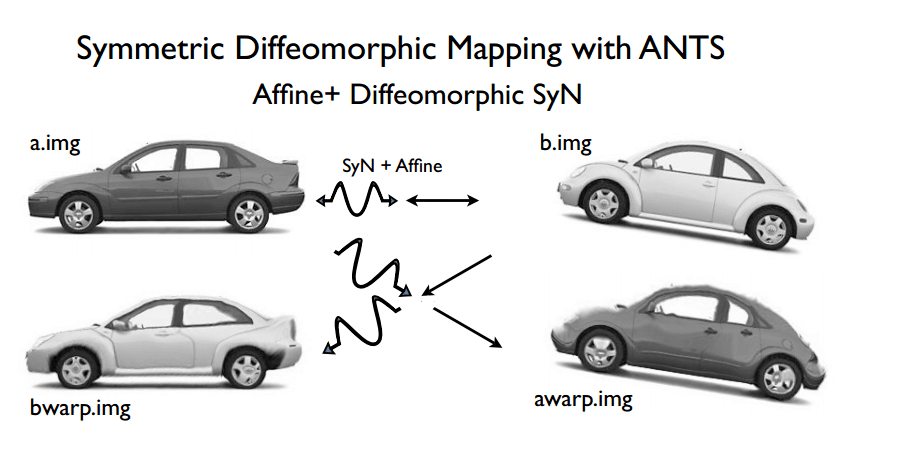 Symmetric Diffeomorphic Mapping with ANTS
Affine+ Diffeomorphic SyN
a.img
b.img
SyN + Affine
bwarp.img
awarp.img